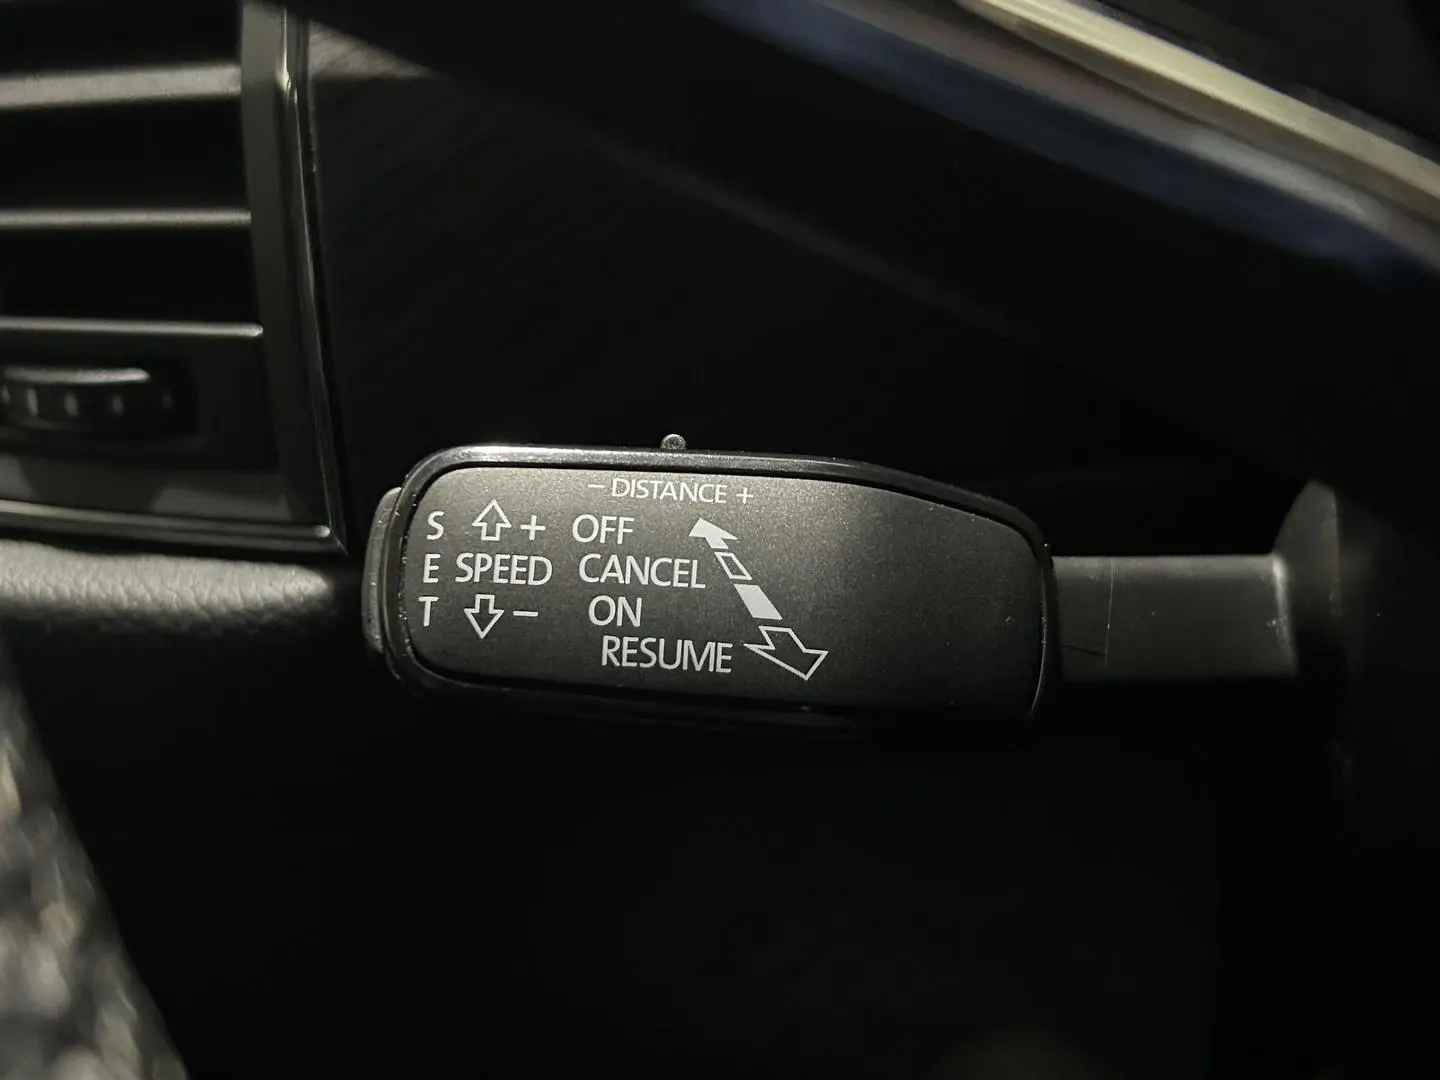 − DISTANCE +
S + OFF
E SPEED CANCEL
T − ON
RESUME